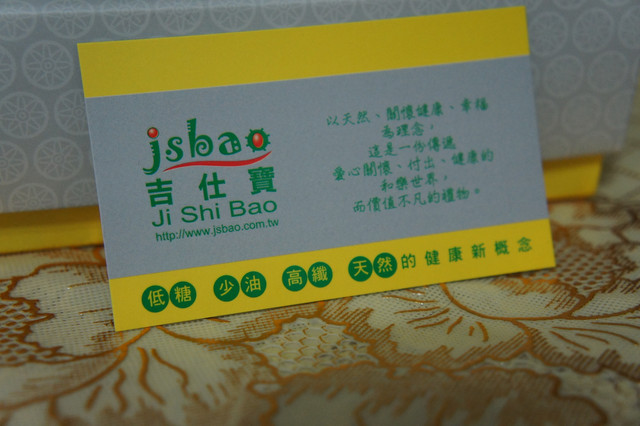 jsbao
吉仕寶
Ji Shi Bao
http://www.jsbao.com.tw
以天然、關懷健康、幸福
為理念，
這是一份傳遞
愛心關懷、付出、健康的
和樂世界，
而價值不凡的禮物。
低糖 少油 高纖 天然的健康新概念